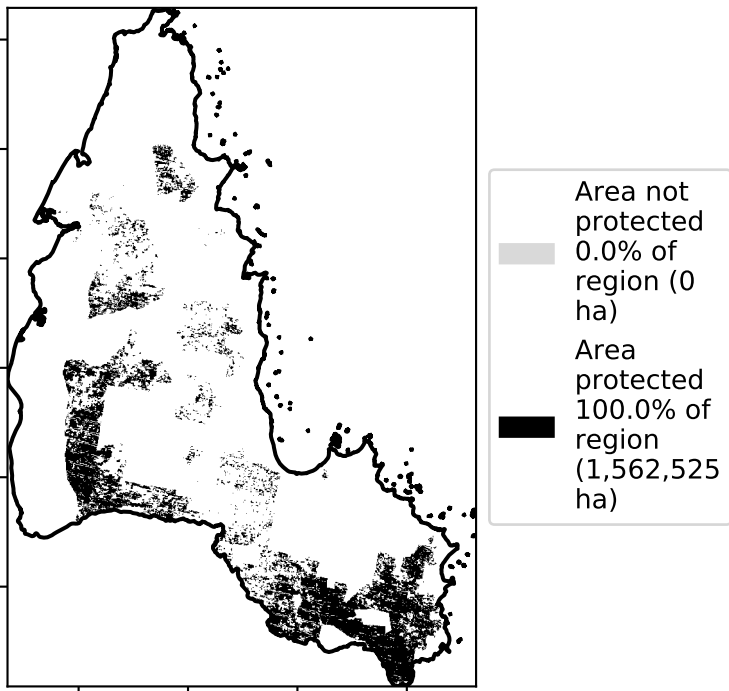 Area not
protected
0.0% of
region (0
ha)
Area
protected
100.0% of
region
(1,562,525
ha)